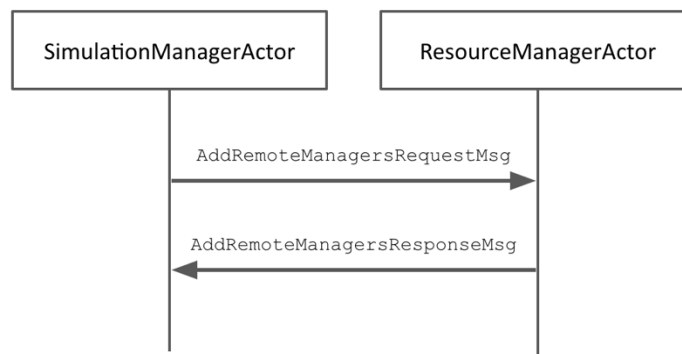 SimulationManagerActor
ResourceManagerActor
AddRemoteManagersRequestMsg
AddRemoteManagersResponseMsg